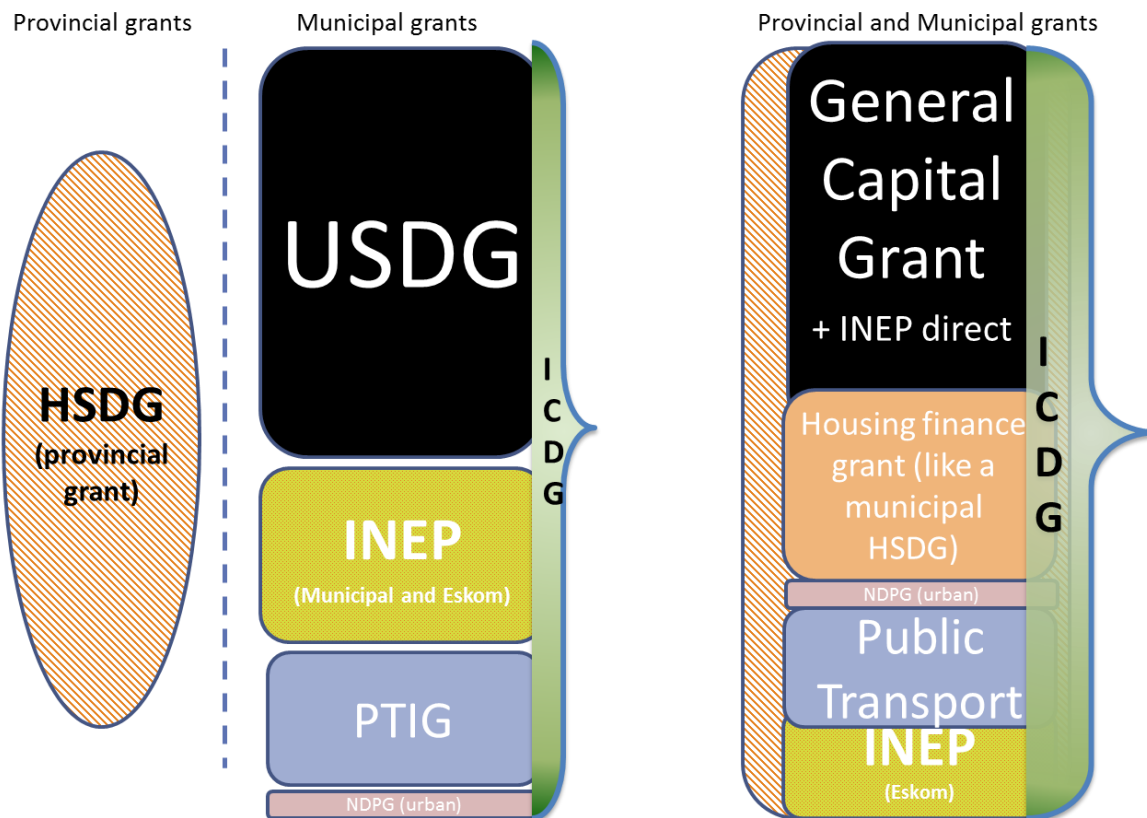 Provincial grants
Municipal grants
Provincial and Municipal grants
HSDG
(provincial
grant)
USDG
INEP
(Municipal and Eskom)
PTIG
NDPG (urban)
I
C
D
G
General
Capital
Grant
+ INEP direct
Housing finance
grant (like a
municipal
HSDG)
NDPG (urban)
Public
Transport
INEP
(Eskom)
I
C
D
G